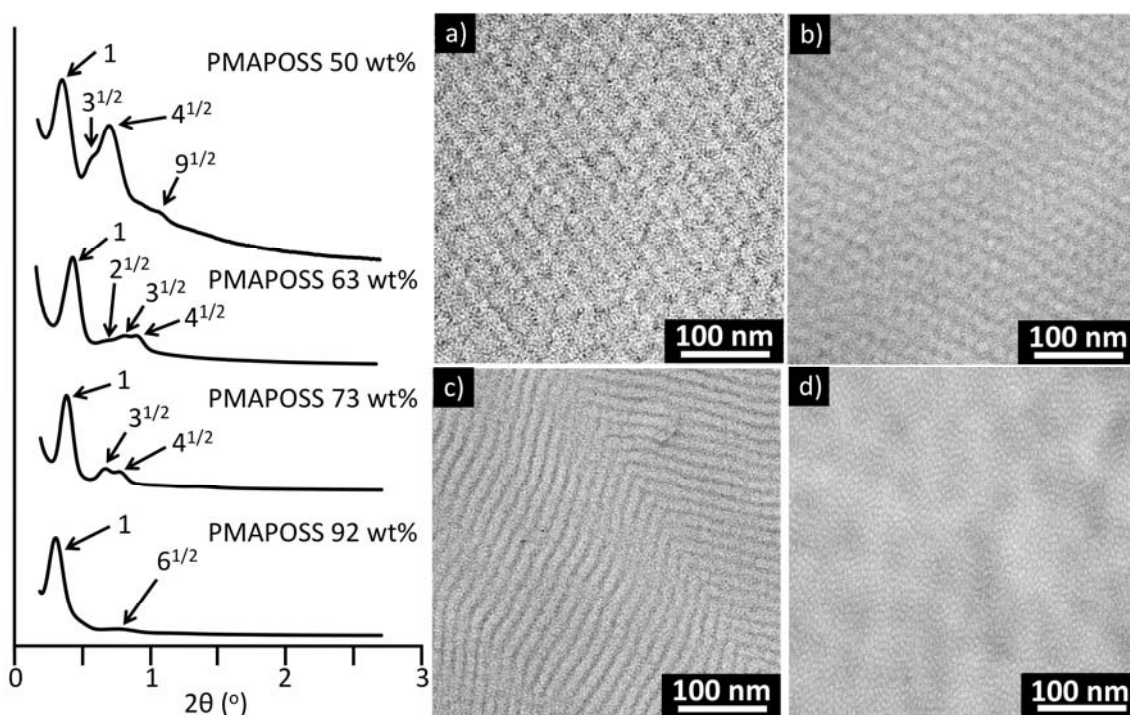 1
PMAPOSS 50 wt%
3^{1/2}
4^{1/2}
9^{1/2}
1
PMAPOSS 63 wt%
2^{1/2}
3^{1/2}
4^{1/2}
1
PMAPOSS 73 wt%
3^{1/2}
4^{1/2}
PMAPOSS 92 wt%
1
6^{1/2}
0 1 2 3
2θ (°)
a)
100 nm
b)
100 nm
c)
100 nm
d)
100 nm